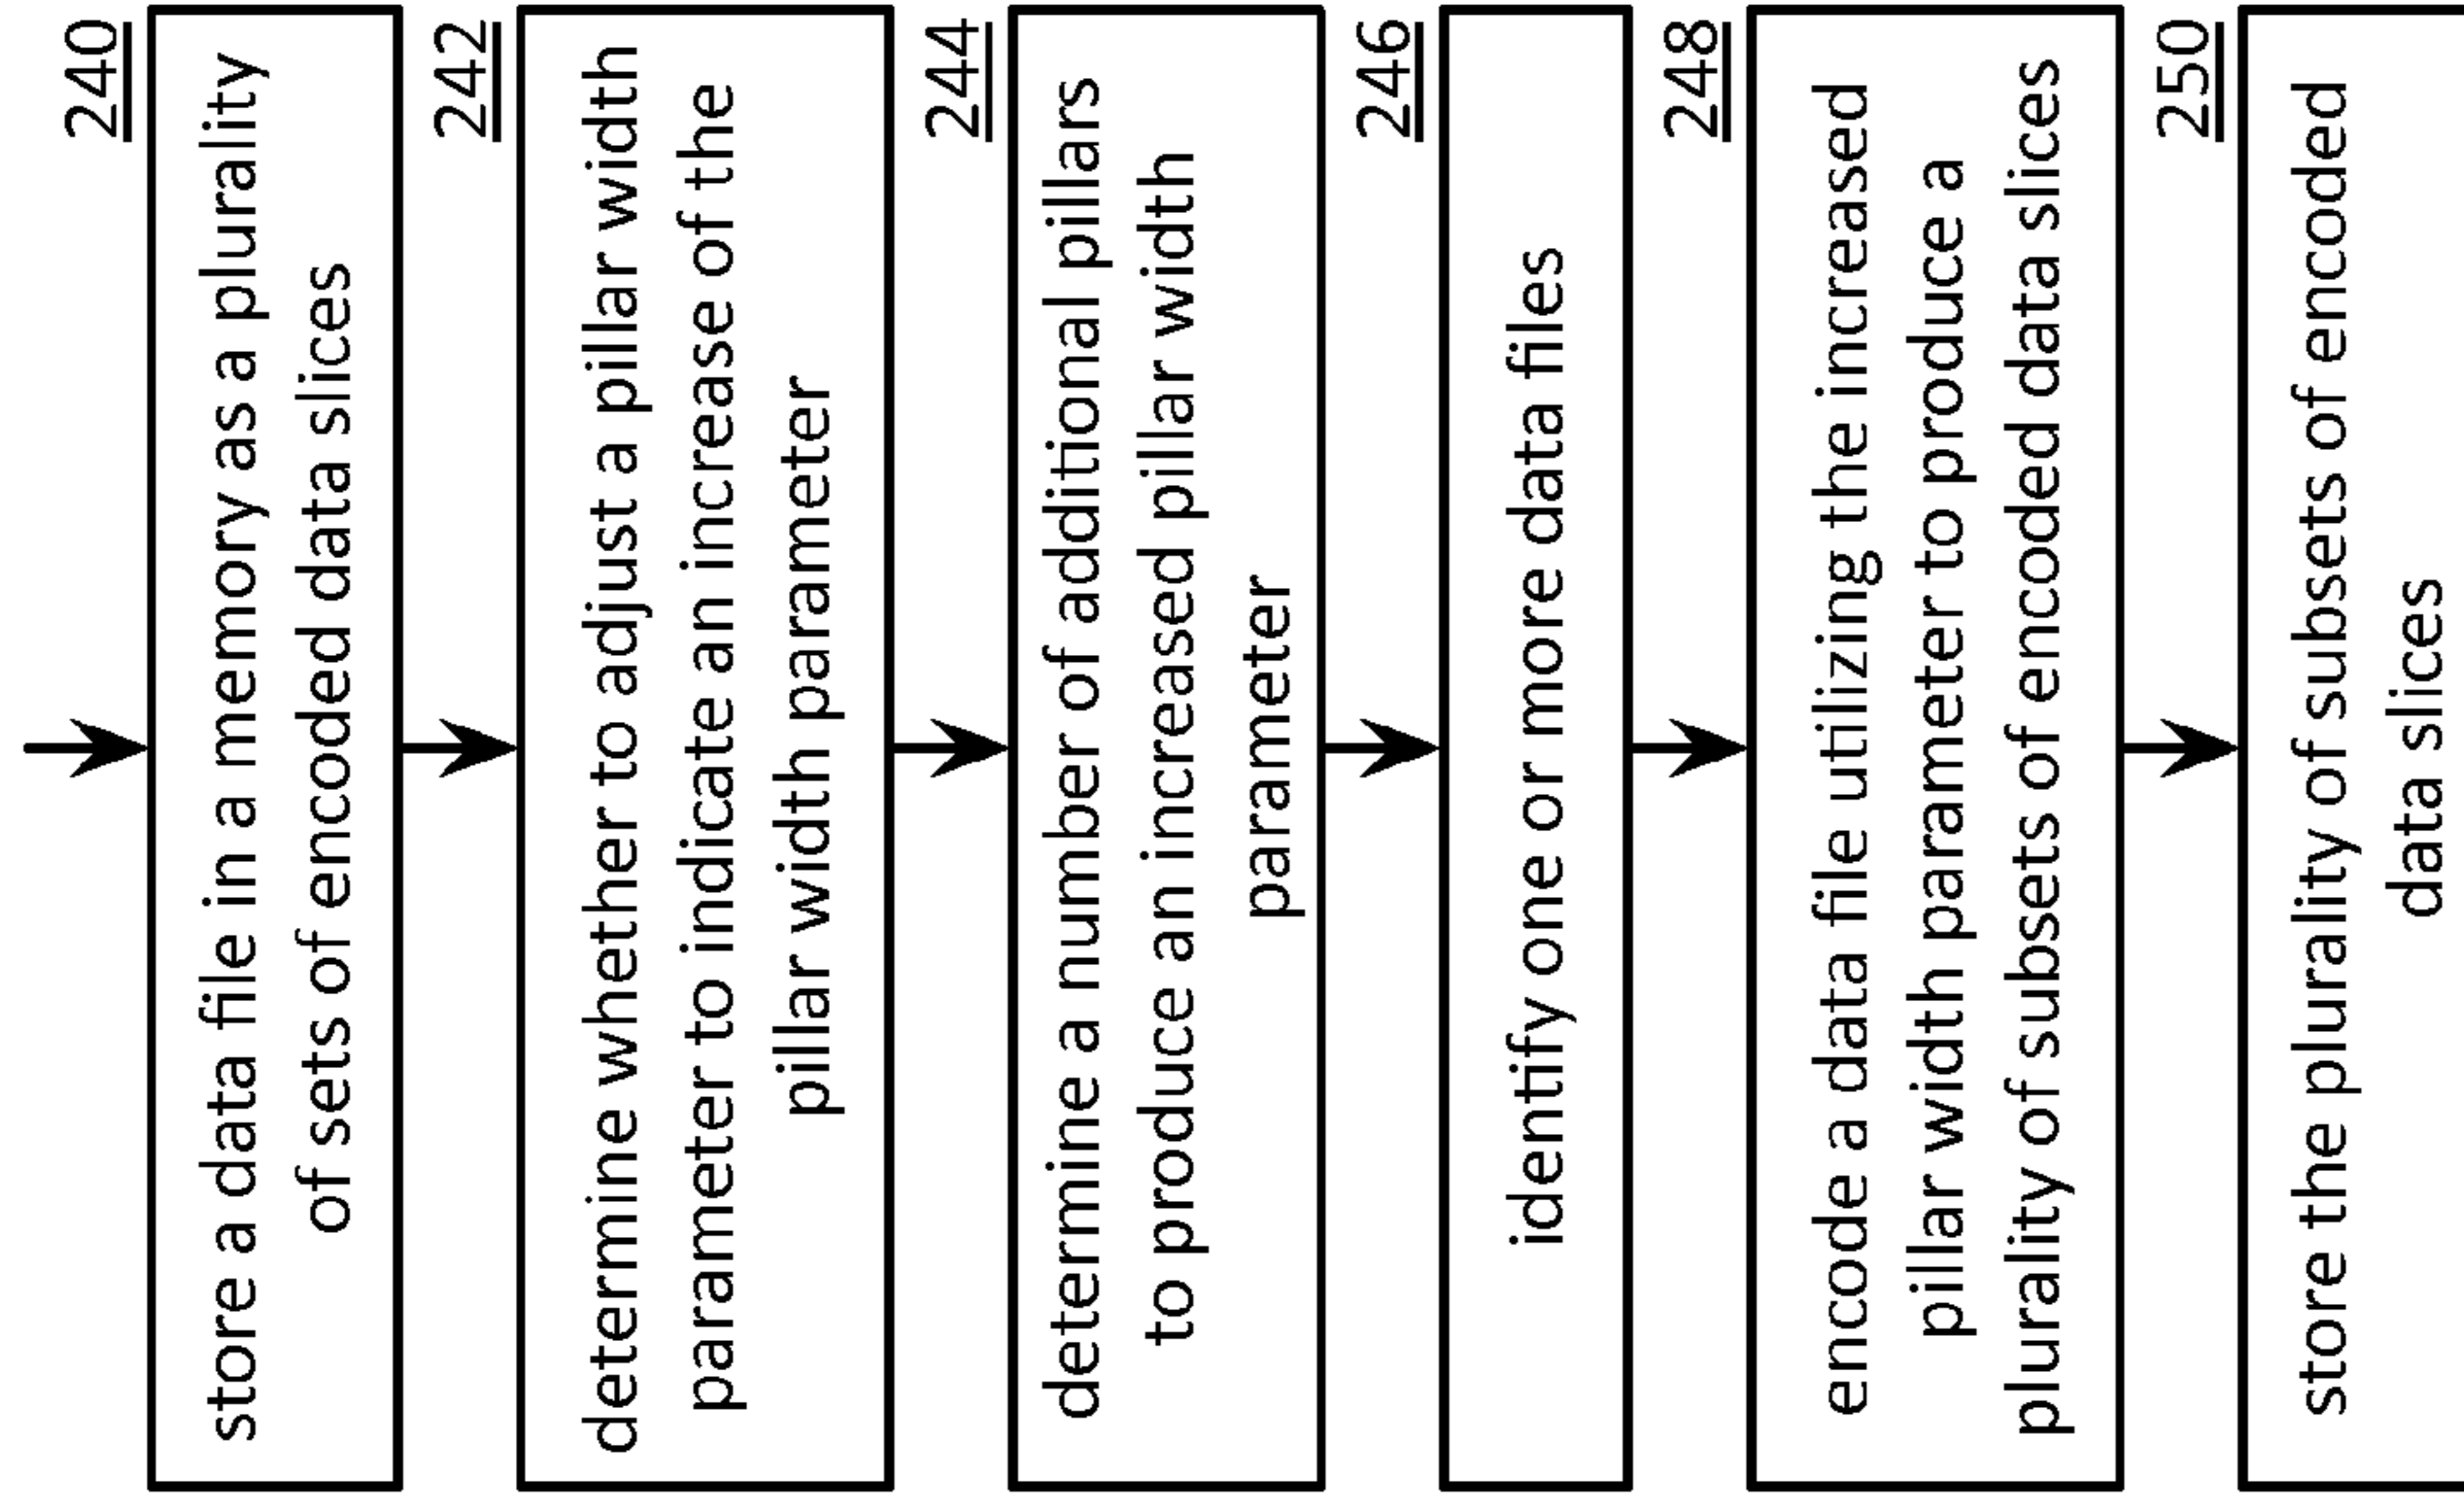 240
store a data file in a memory as a plurality
of sets of encoded data slices
242
determine whether to adjust a pillar width
parameter to indicate an increase of the
pillar width parameter
244
determine a number of additional pillars
to produce an increased pillar width
parameter
246
identify one or more data files
248
encode a data file utilizing the increased
pillar width parameter to produce a
plurality of subsets of encoded data slices
250
store the plurality of subsets of encoded
data slices